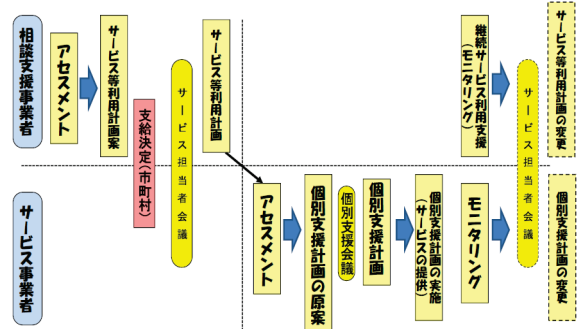 相談支援事業者
アセスメント
サービス等利用計画案
支給決定(市町村)
サービス担当者会議
サービス等利用計画
継続サービス利用支援
(モニタリング)
サービス担当者会議
サービス等利用計画の変更
サービス事業者
アセスメント
個別支援計画の原案
個別支援会議
個別支援計画
個別支援計画の実施
(サービスの提供)
モニタリング
個別支援計画の変更